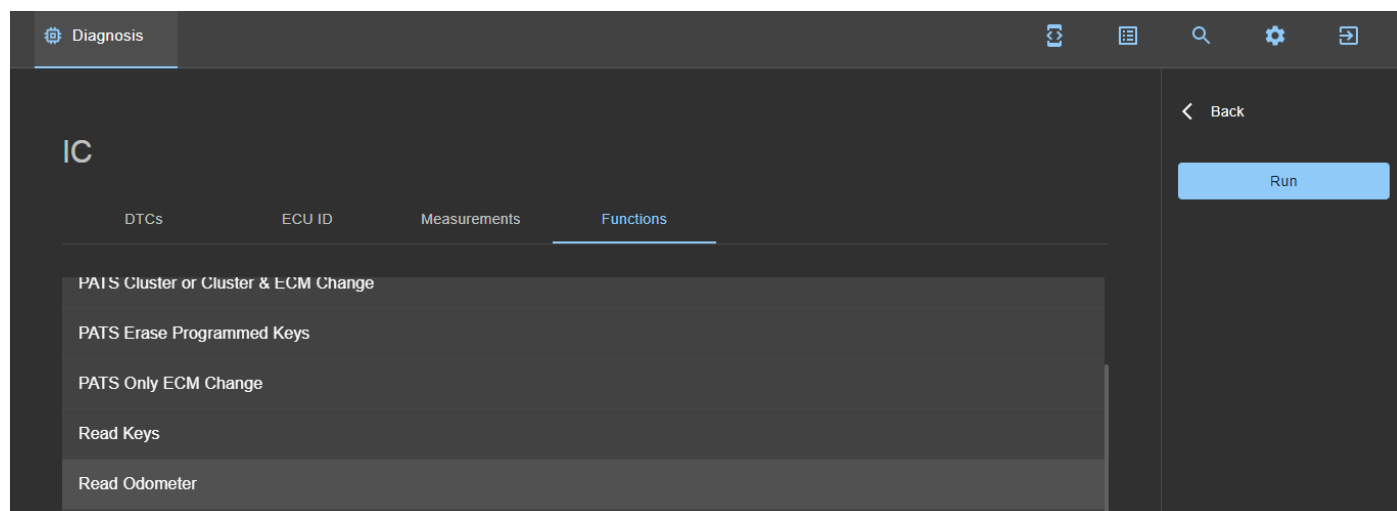 Diagnosis
Back
IC
Run
DTCs ECU ID Measurements Functions
PATS Cluster or Cluster & ECM Change
PATS Erase Programmed Keys
PATS Only ECM Change
Read Keys
Read Odometer